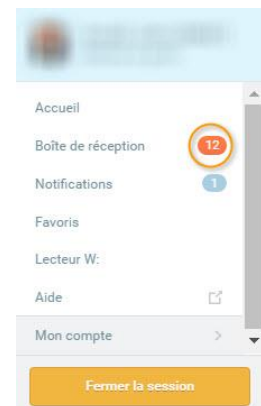 Accueil
Boîte de réception 12
Notifications 1
Favoris
Lecteur W:
Aide
Mon compte
Fermer la session